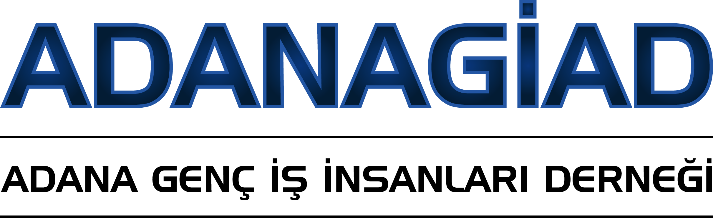 ADANAGİAD
ADANA GENÇ İŞ İNSANLARI DERNEĞİ